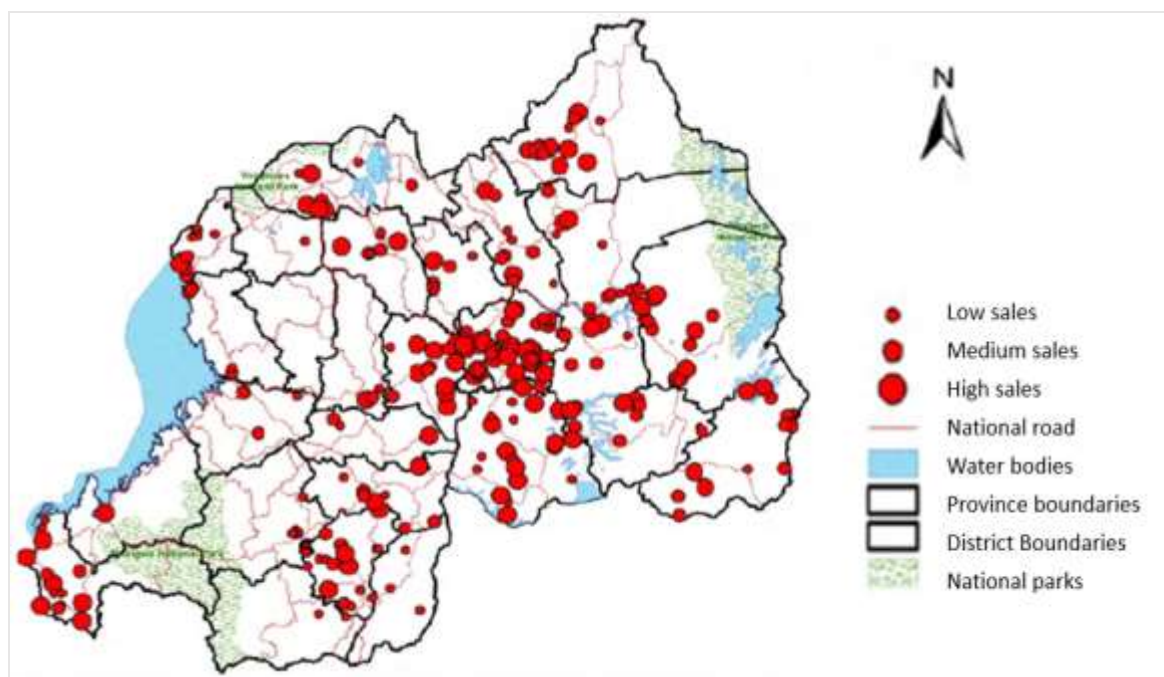 N
Low sales
Medium sales
High sales
National road
Water bodies
Province boundaries
District Boundaries
National parks